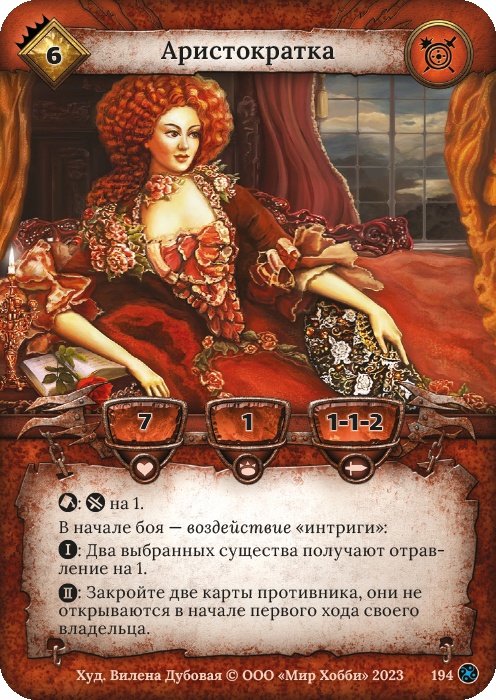 6
Аристократка
7
1
1-1-2
: на 1.
В начале боя — воздействие «интриги»:
I: Два выбранных существа получают отрав-
ление на 1.
II: Закройте две карты противника, они не
открываются в начале первого хода своего
владельца.
Худ. Вилена Дубовая © ООО «Мир Хобби» 2023
194